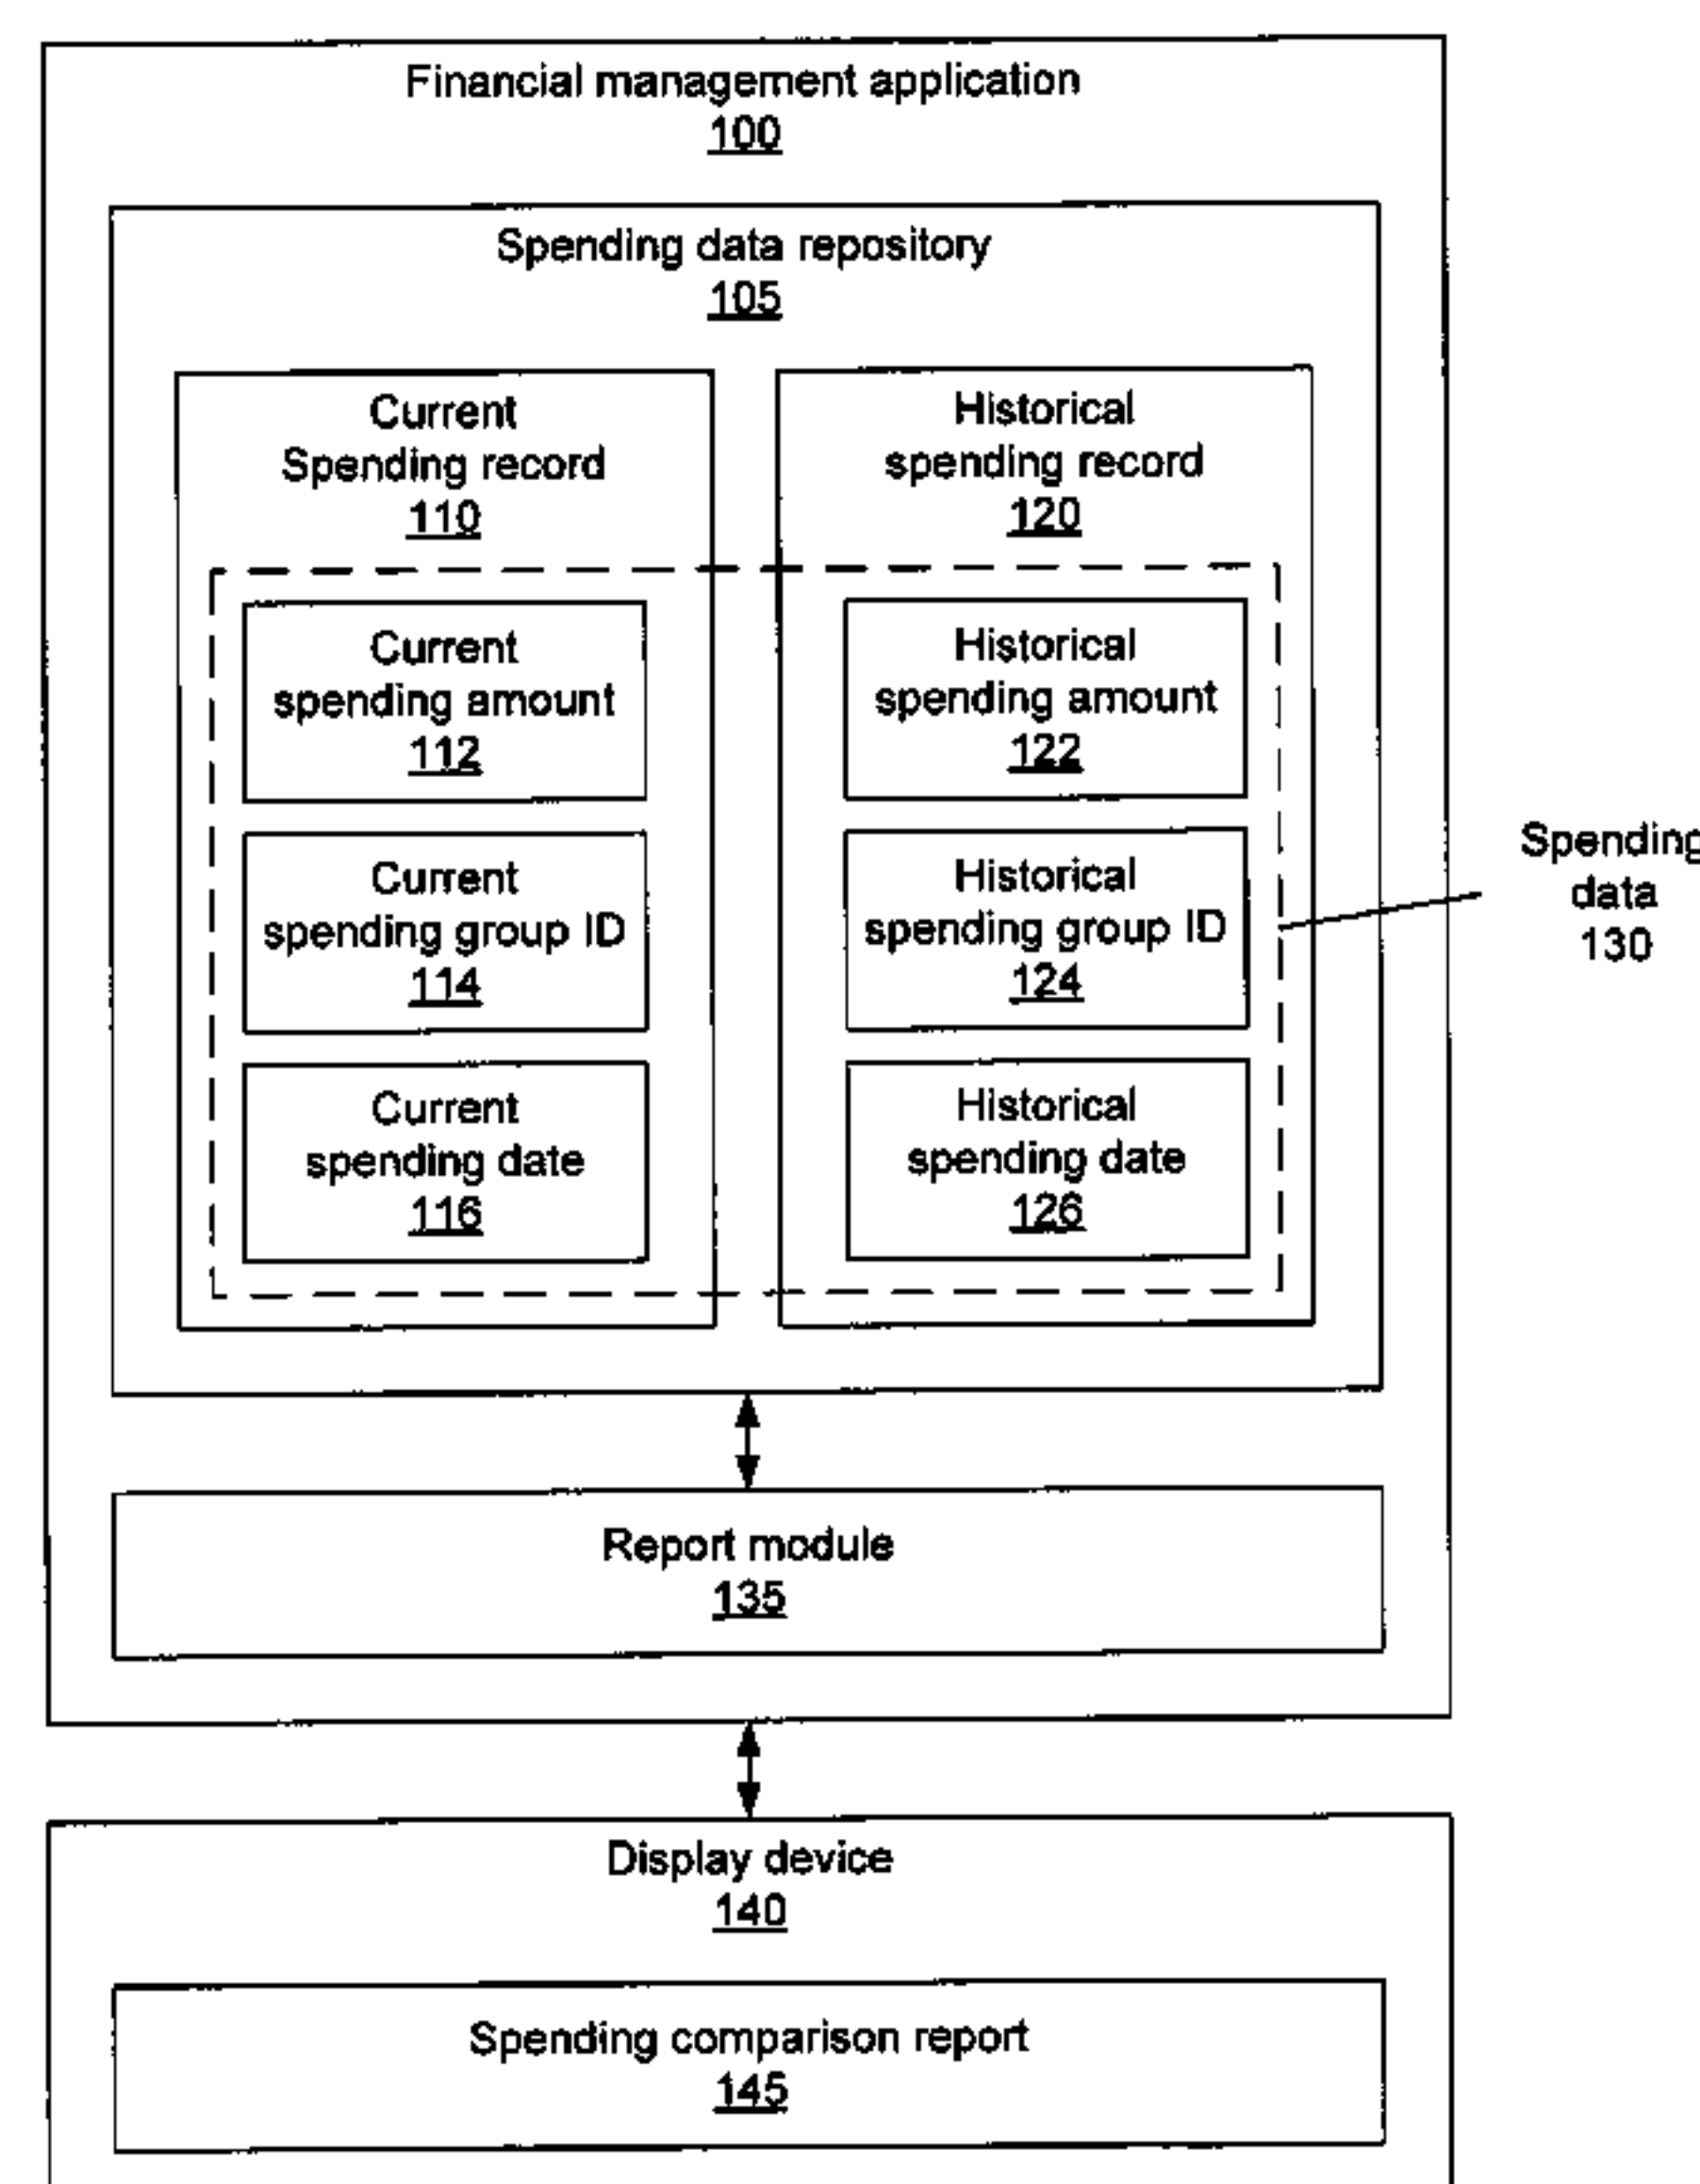 Financial management application
100
Spending data repository
105
Current
Spending record
110
Historical
spending record
120
Current
spending amount
112
Historical
spending amount
122
Current
spending group ID
114
Historical
spending group ID
124
Spending
data
130
Current
spending date
116
Historical
spending date
126
Report module
135
Display device
140
Spending comparison report
145